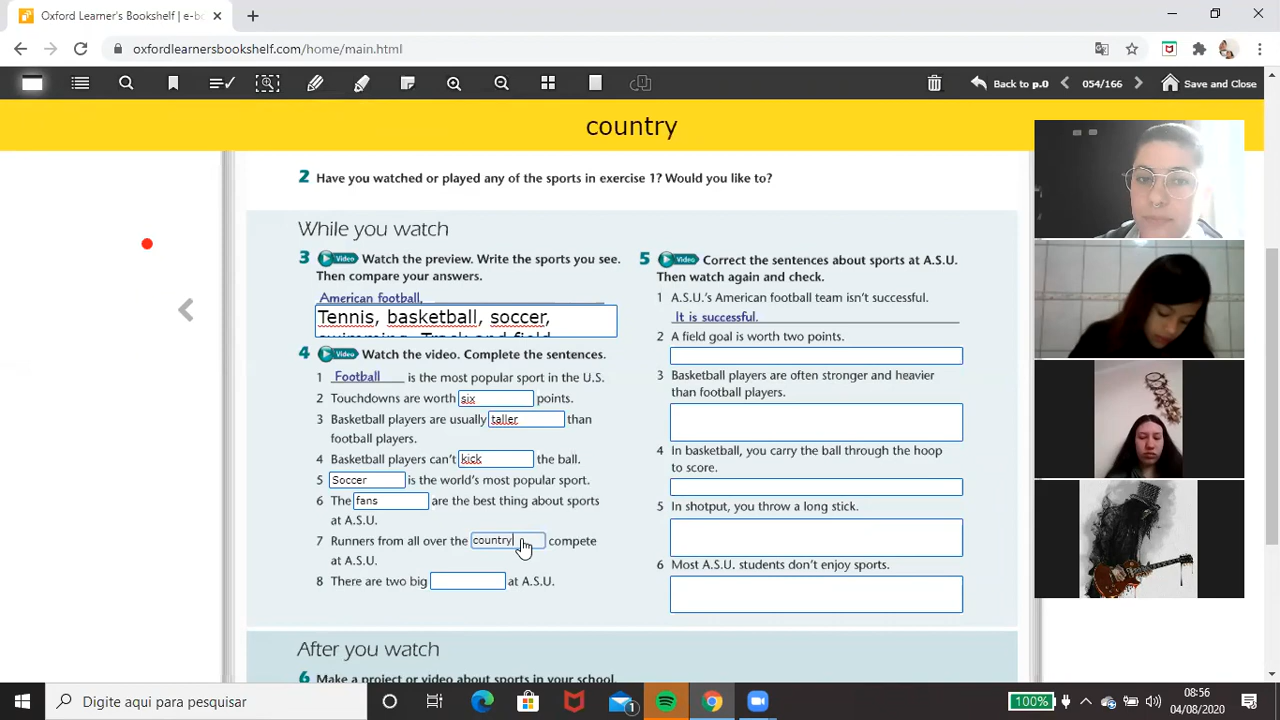 Oxford Learner's Bookshelf | e-bo
oxfordlearnersbookshelf.com/home/main.html
Back to p.0
054/166
Save and Close
country
2 Have you watched or played any of the sports in exercise 1? Would you like to?
While you watch
3 Video Watch the preview. Write the sports you see.
Then compare your answers.
American football,
Tennis, basketball, soccer,
swimming, Track and field
4 Video Watch the video. Complete the sentences.
1 Football is the most popular sport in the U.S.
2 Touchdowns are worth six points.
3 Basketball players are usually taller than
football players.
4 Basketball players can't kick the ball.
5 Soccer is the world's most popular sport.
6 The fans are the best thing about sports
at A.S.U.
7 Runners from all over the country compete
at A.S.U.
8 There are two big at A.S.U.
5 Video Correct the sentences about sports at A.S.U.
Then watch again and check.
1 A.S.U.'s American football team isn't successful.
It is successful.
2 A field goal is worth two points.
3 Basketball players are often stronger and heavier
than football players.
4 In basketball, you carry the ball through the hoop
to score.
5 In shotput, you throw a long stick.
6 Most A.S.U. students don't enjoy sports.
After you watch
6 Make a project or video about sports in your school.
Digite aqui para pesquisar
1
100%
08:56
04/08/2020